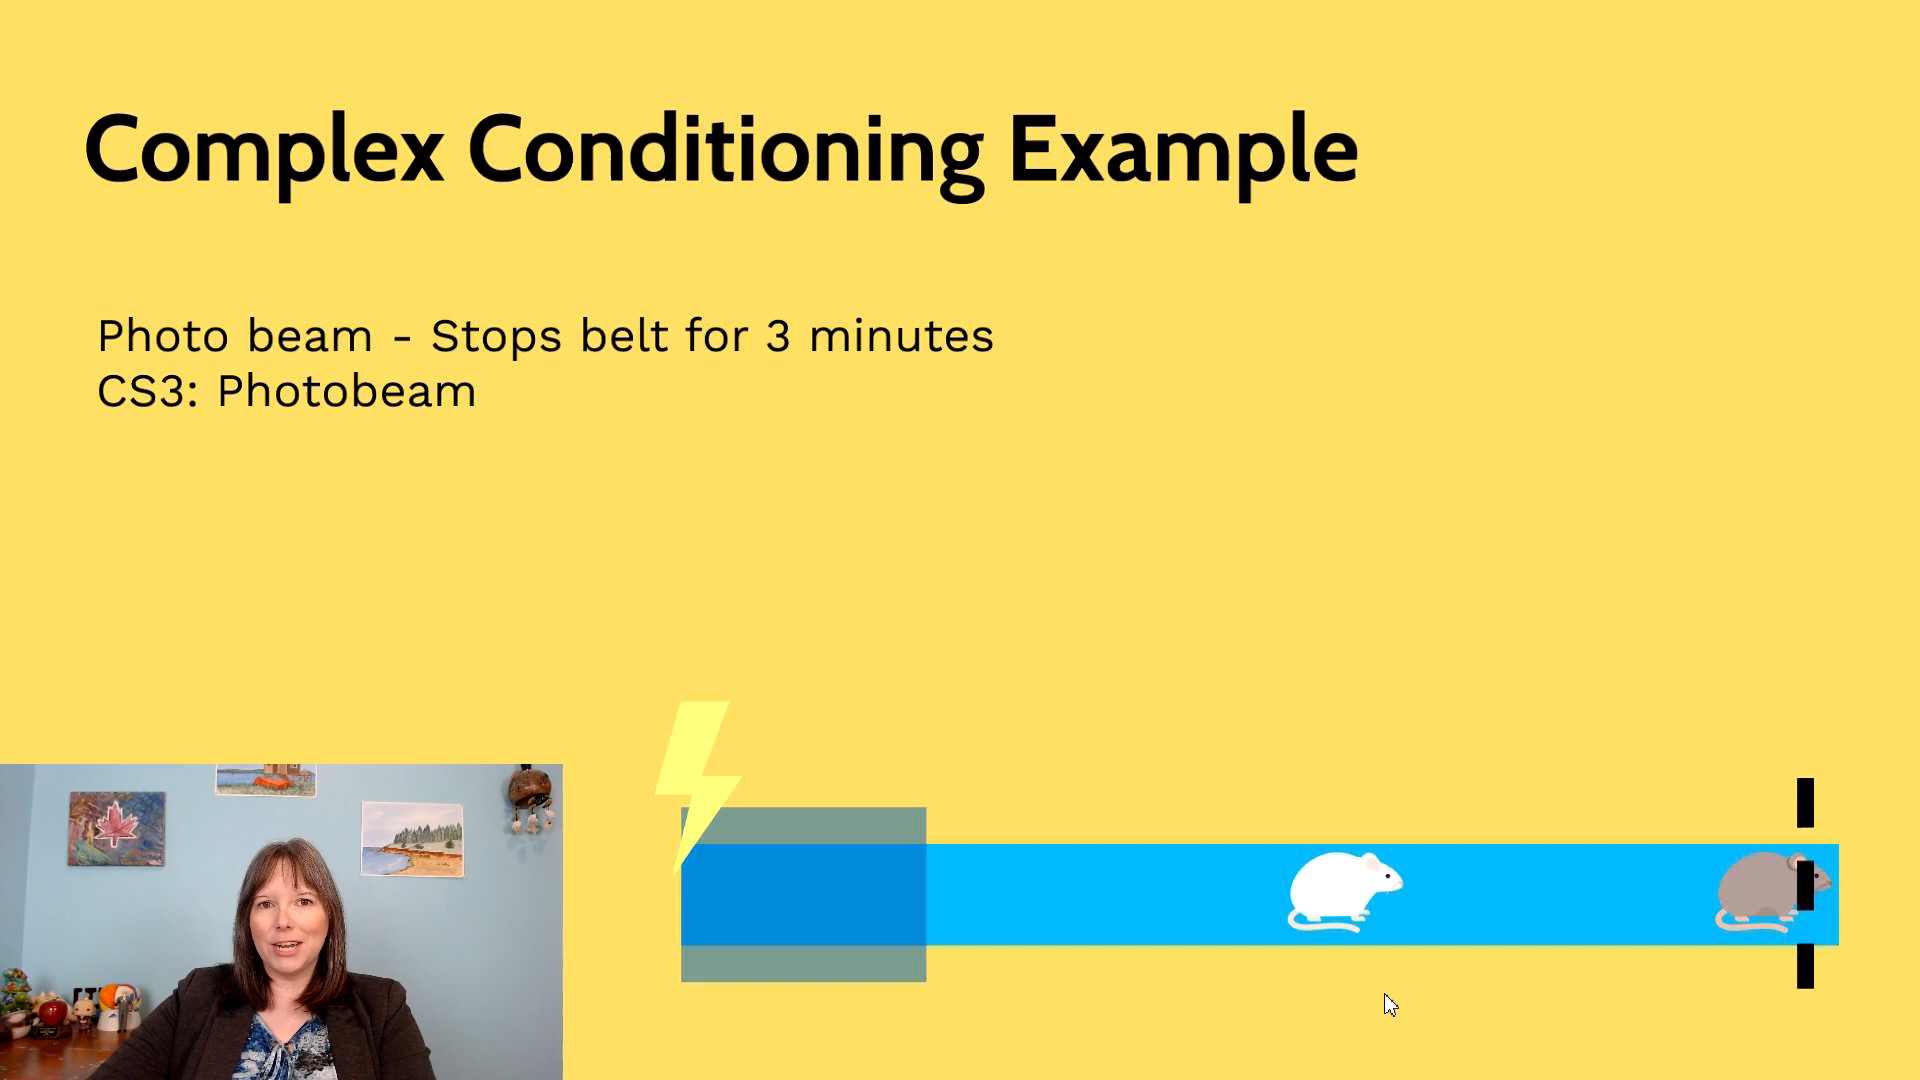 Complex Conditioning Example
Photo beam - Stops belt for 3 minutes
CS3: Photobeam